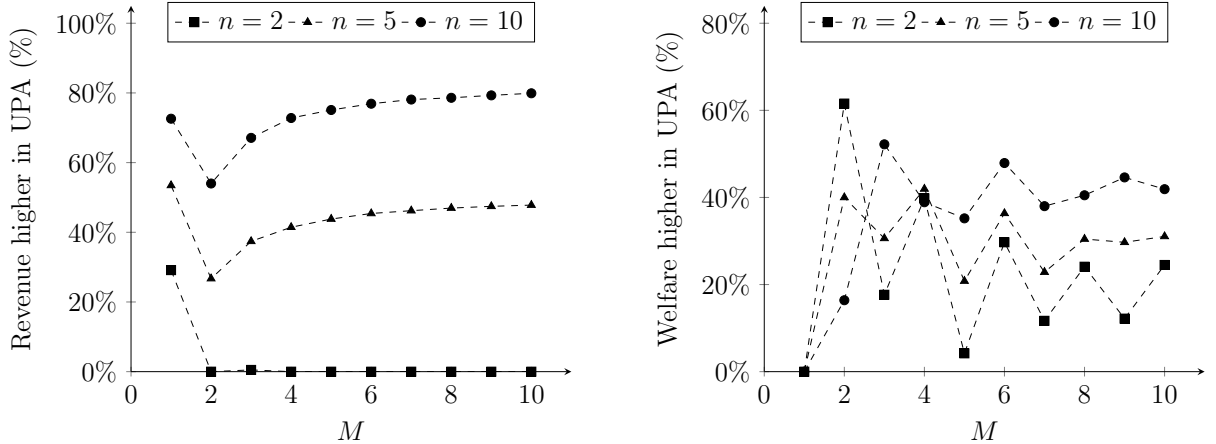 Revenue higher in UPA (%)
n = 2 n = 5 n = 10
100%
80%
60%
40%
20%
0%
0 2 4 6 8 10
M
Welfare higher in UPA (%)
n = 2 n = 5 n = 10
80%
60%
40%
20%
0%
0 2 4 6 8 10
M